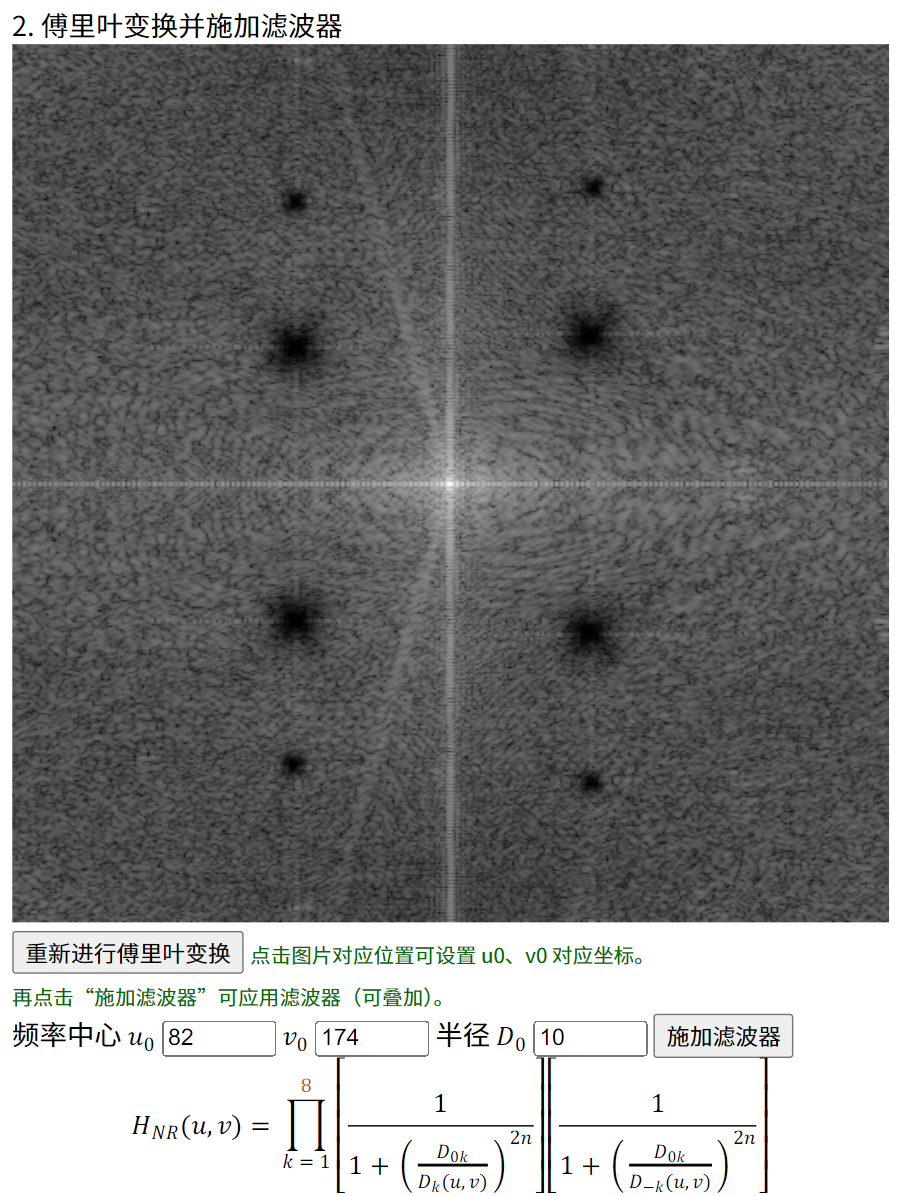 2. 傅里叶变换并施加滤波器
重新进行傅里叶变换 点击图片对应位置可设置 u0、v0 对应坐标。
再点击“施加滤波器”可应用滤波器（可叠加）。
频率中心 u₀ 82 v₀ 174 半径 D₀ 10 施加滤波器
H_{NR}(u, v) = \prod_{k=1}^{8} \left[ \frac{1}{1 + \left( \frac{D_{0k}}{D_k(u,v)} \right)^{2n}} \right] \left[ \frac{1}{1 + \left( \frac{D_{0k}}{D_{-k}(u,v)} \right)^{2n}} \right]